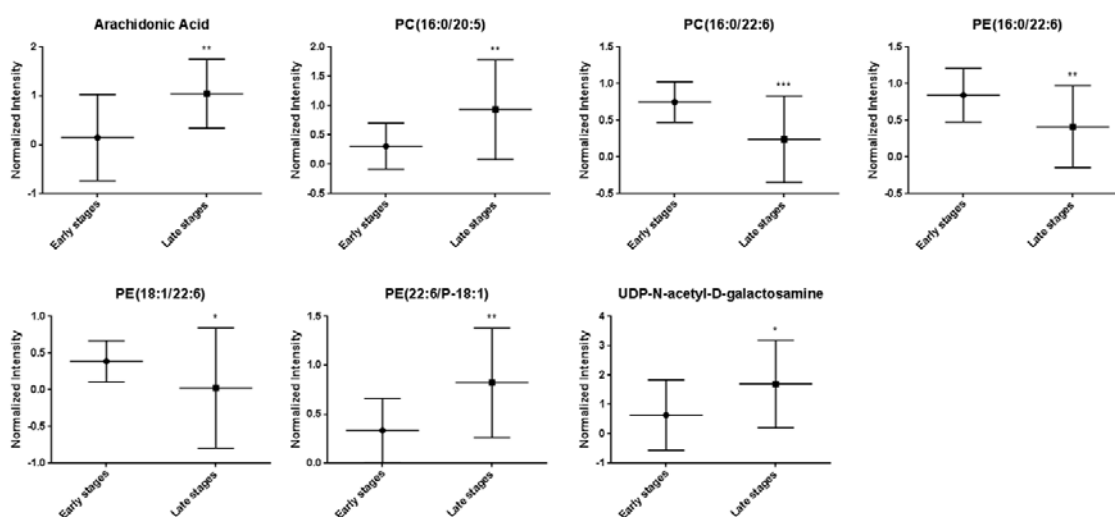 Arachidonic Acid
PC(16:0/20:5)
PC(16:0/22:6)
PE(16:0/22:6)
Normalized Intensity
2
1
0
-1
**
Early stages
Late stages
Normalized Intensity
2.0
1.5
1.0
0.5
0.0
-0.5
**
Early stages
Late stages
Normalized Intensity
1.5
1.0
0.5
0.0
-0.5
***
Early stages
Late stages
Normalized Intensity
1.5
1.0
0.5
0.0
-0.5
**
Early stages
Late stages
PE(18:1/22:6)
PE(22:6/P-18:1)
UDP-N-acetyl-D-galactosamine
Normalized Intensity
1.0
0.5
0.0
-0.5
-1.0
*
Early stages
Late stages
Normalized Intensity
1.5
1.0
0.5
0.0
**
Early stages
Late stages
Normalized Intensity
4
3
2
1
0
-1
*
Early stages
Late stages